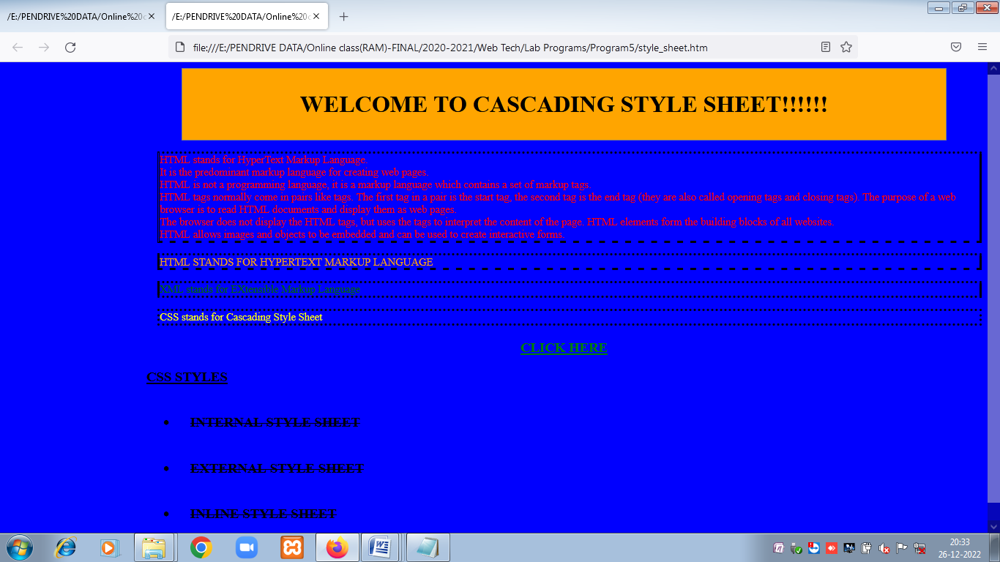 /E:/PENDRIVE%20DATA/Online%20c
/E:/PENDRIVE%20DATA/Online%20c
file:///E:/PENDRIVE DATA/Online class(RAM)-FINAL/2020-2021/Web Tech/Lab Programs/Program5/style_sheet.htm
WELCOME TO CASCADING STYLE SHEET!!!!!!
HTML stands for HyperText Markup Language.
It is the predominant markup language for creating web pages.
HTML is not a programming language, it is a markup language which contains a set of markup tags.
HTML tags normally come in pairs like tags. The first tag in a pair is the start tag, the second tag is the end tag (they are also called opening tags and closing tags). The purpose of a web
browser is to read HTML documents and display them as web pages.
The browser does not display the HTML tags, but uses the tags to interpret the content of the page. HTML elements form the building blocks of all websites.
HTML allows images and objects to be embedded and can be used to create interactive forms.
HTML STANDS FOR HYPERTEXT MARKUP LANGUAGE
XML stands for EXtensible Markup Language
CSS stands for Cascading Style Sheet
CLICK HERE
CSS STYLES
INTERNAL STYLE SHEET
EXTERNAL STYLE SHEET
INLINE STYLE SHEET
20:33
26-12-2022